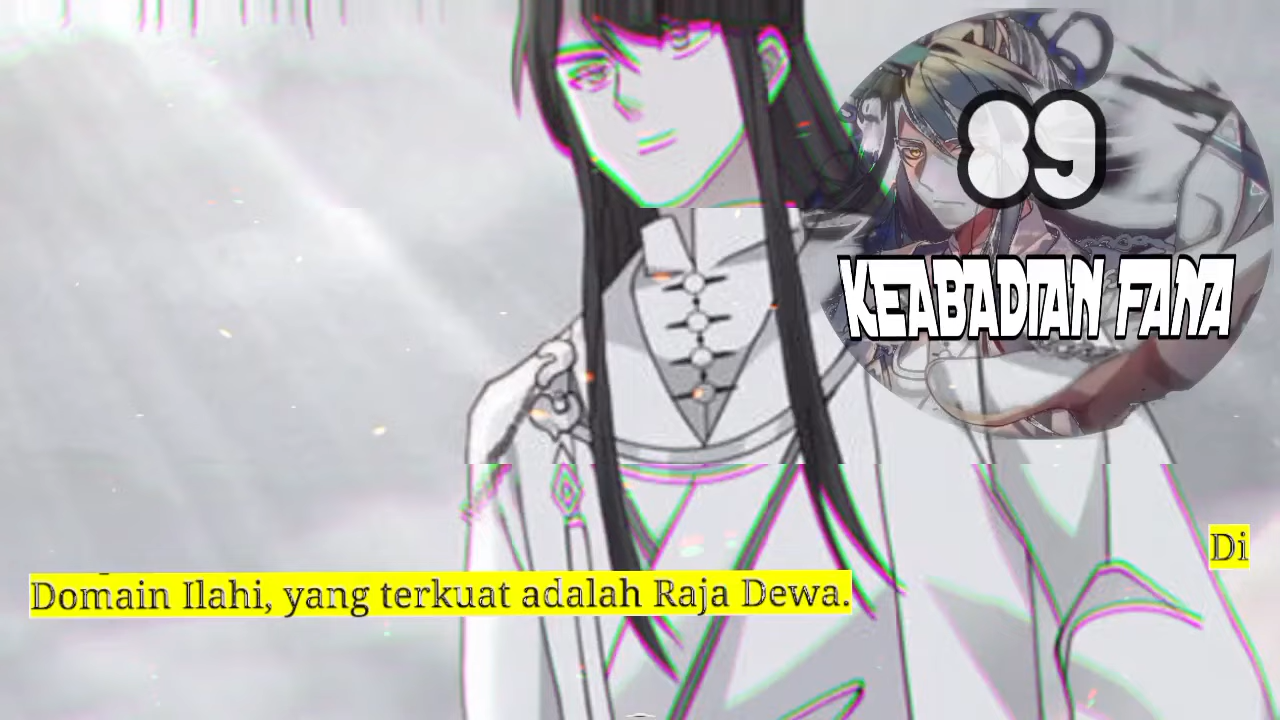 89
KEABADIAN FANA
Di
Domain Ilahi, yang terkuat adalah Raja Dewa.